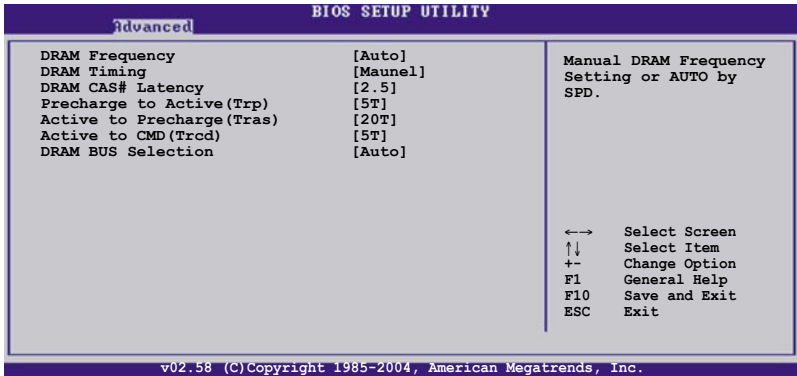 BIOS SETUP UTILITY
Advanced
DRAM Frequency [Auto]
DRAM Timing [Maunel]
DRAM CAS# Latency [2.5]
Precharge to Active(Trp) [5T]
Active to Precharge(Tras) [20T]
Active to CMD(Trcd) [5T]
DRAM BUS Selection [Auto]
Manual DRAM Frequency
Setting or AUTO by
SPD.
←→ Select Screen
↑↓ Select Item
+- Change Option
F1 General Help
F10 Save and Exit
ESC Exit
v02.58 (C)Copyright 1985-2004, American Megatrends, Inc.